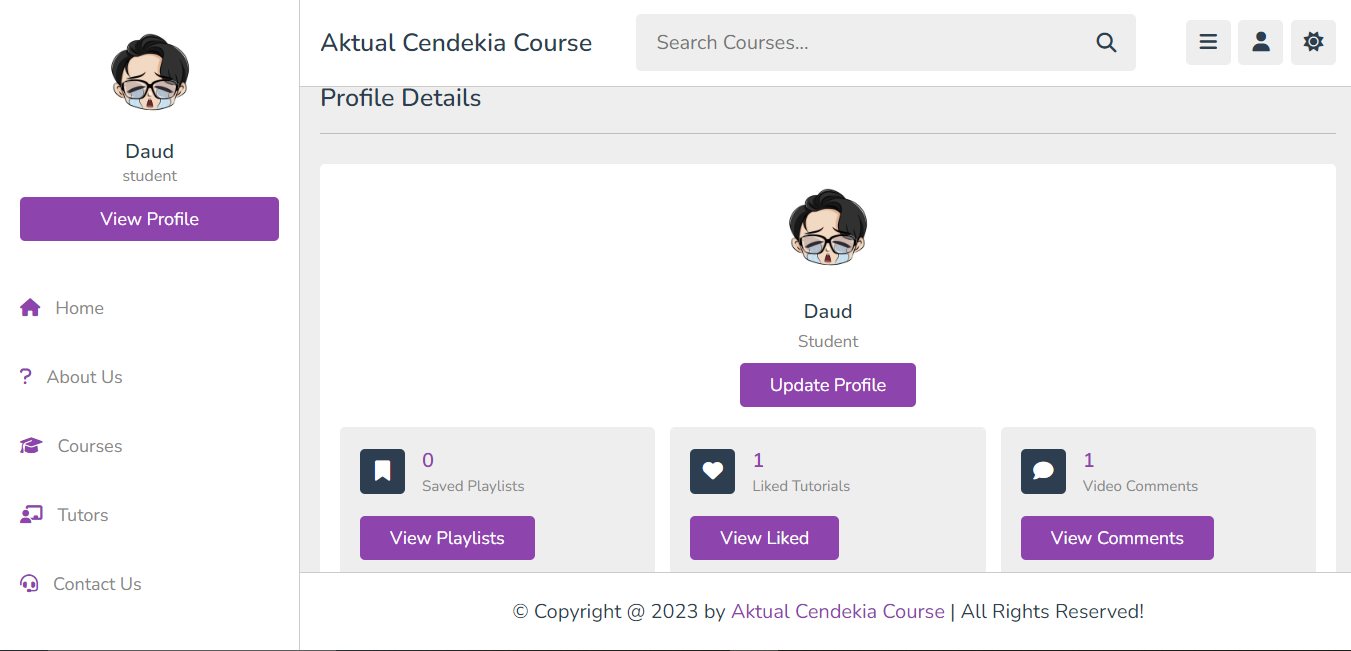 Daud
student
View Profile
Home
? About Us
Courses
Tutors
Contact Us
Aktual Cendekia Course
Search Courses...
Profile Details
Daud
Student
Update Profile
0
Saved Playlists
View Playlists
1
Liked Tutorials
View Liked
1
Video Comments
View Comments
© Copyright @ 2023 by Aktual Cendekia Course | All Rights Reserved!